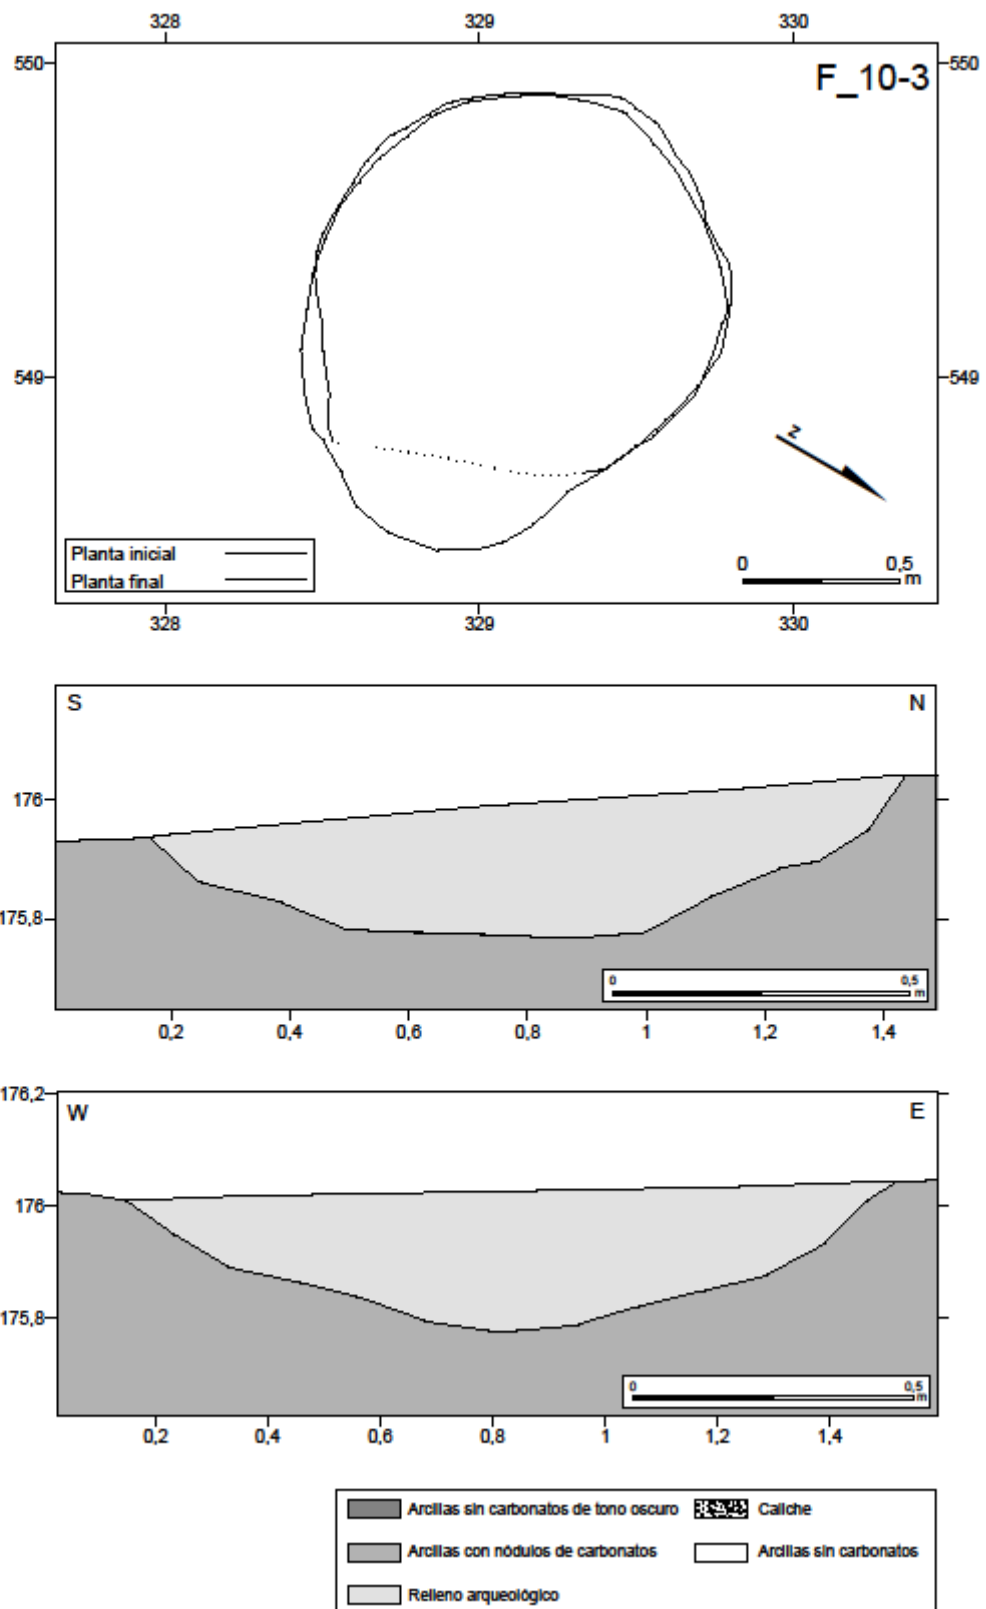 328 329 330
550 F_10-3 550
549 549
z
Planta inicial
Planta final
0 0,5
m
328 329 330
S N
176
175,8
0 0,5
m
0,2 0,4 0,6 0,8 1 1,2 1,4
176,2
W E
176
175,8
0 0,5
m
0,2 0,4 0,6 0,8 1 1,2 1,4
Arcillas sin carbonatos de tono oscuro Caliche
Arcillas con nódulos de carbonatos Arcillas sin carbonatos
Relleno arqueológico